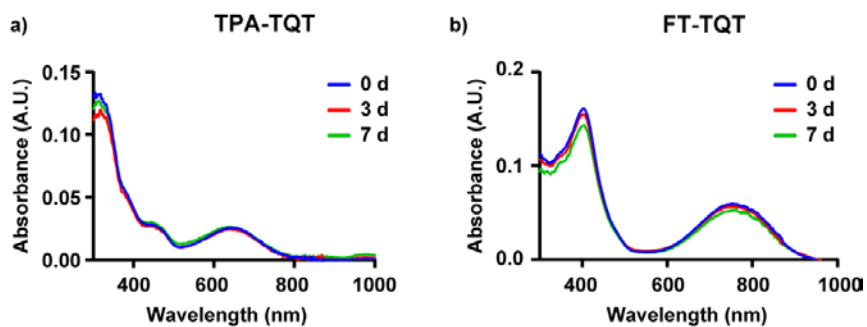 a) TPA-TQT
Absorbance (A.U.)
0.15
0.10
0.05
0.00
0 d
3 d
7 d
400 600 800 1000
Wavelength (nm)
b) FT-TQT
Absorbance (A.U.)
0.2
0.1
0.0
0 d
3 d
7 d
400 600 800 1000
Wavelength (nm)